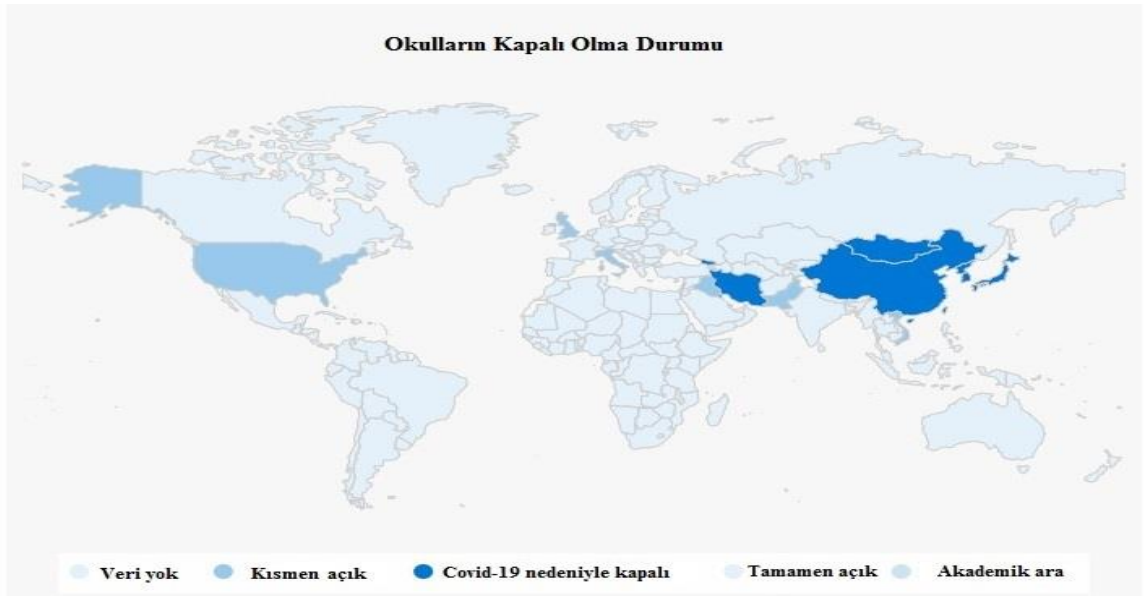 Okulların Kapalı Olma Durumu
Veri yok Kısmen açık Covid-19 nedeniyle kapalı Tamamen açık Akademik ara